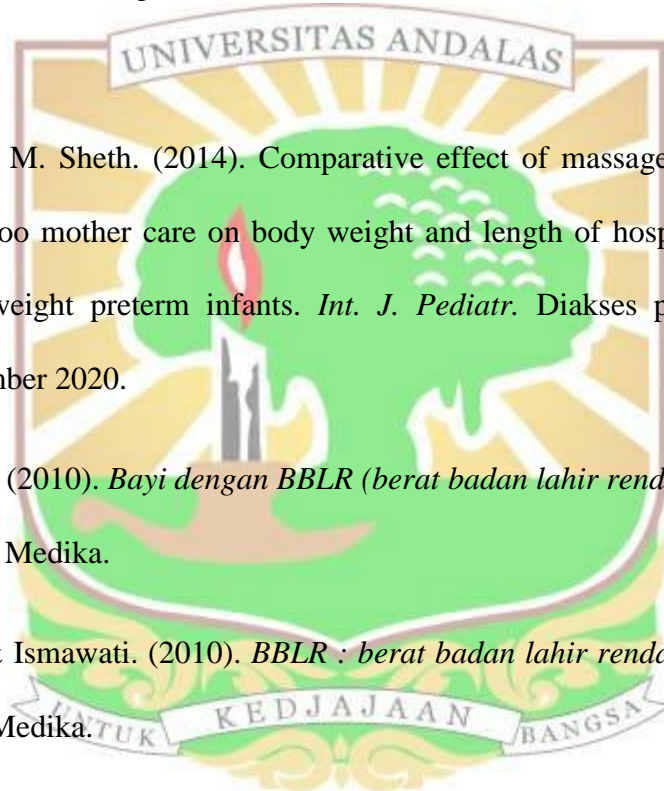 UNIVERSITAS ANDALAS
M. Sheth. (2014). Comparative effect of massage
oo mother care on body weight and length of hosp
weight preterm infants. Int. J. Pediatr. Diakses p
ber 2020.
(2010). Bayi dengan BBLR (berat badan lahir rend
Medika.
Ismawati. (2010). BBLR : berat badan lahir renda
Medika.
UNTUK KEDJAJAAN BANGSA